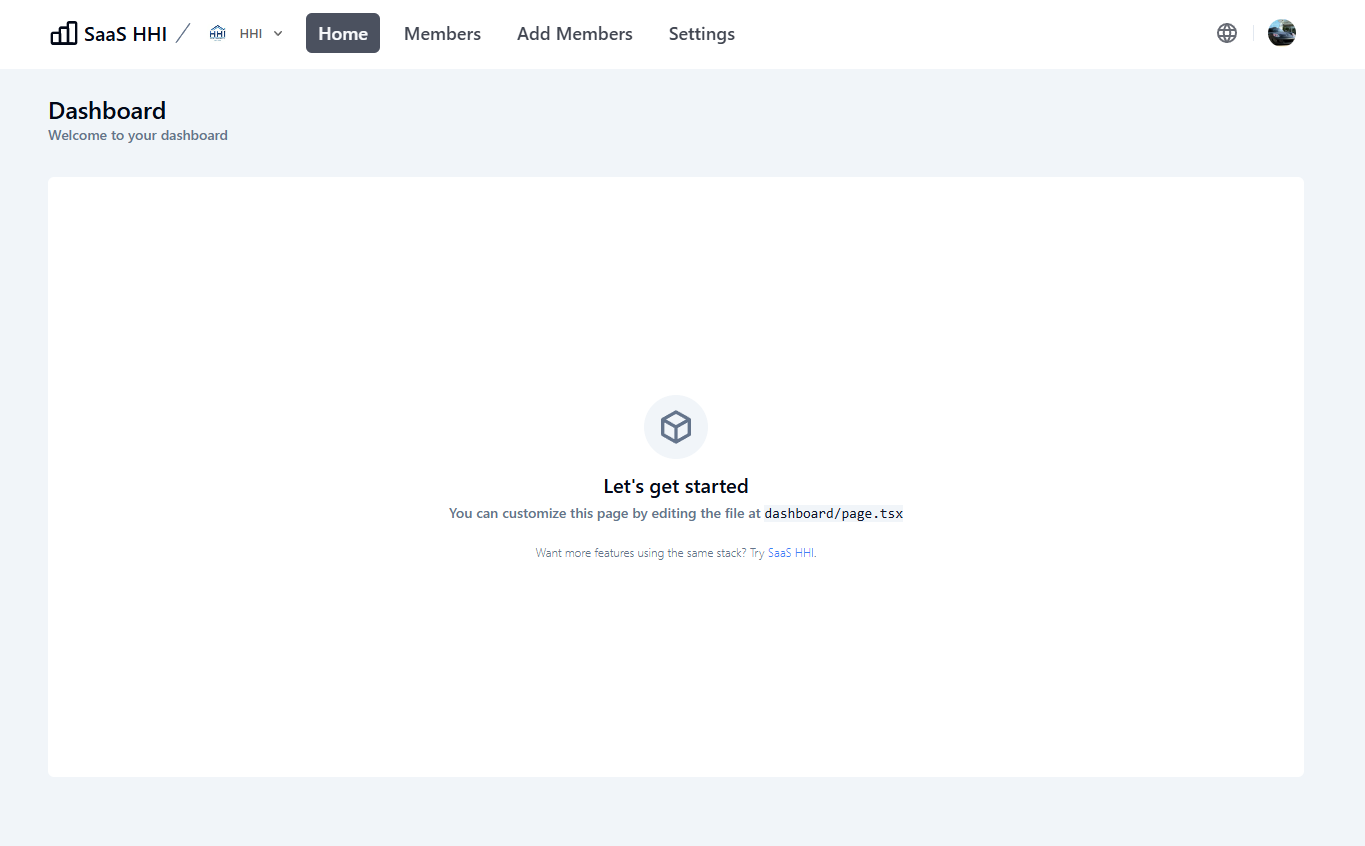 SaaS HHI / HHI HHI Home Members Add Members Settings
Dashboard
Welcome to your dashboard
Let's get started
You can customize this page by editing the file at dashboard/page.tsx
Want more features using the same stack? Try SaaS HHI.